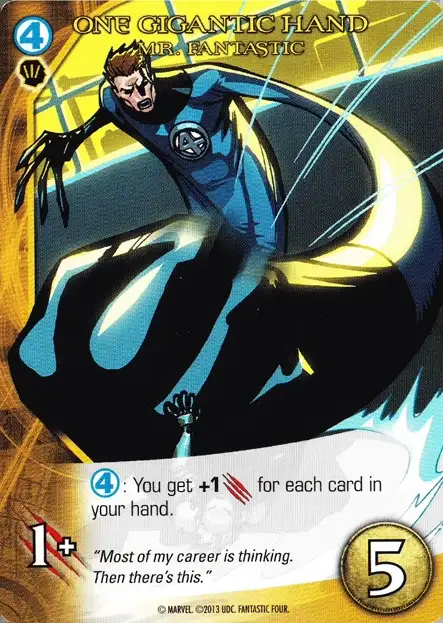 4
ONE GIGANTIC HAND
MR. FANTASTIC
4
4: You get +1 for each card in
your hand.
1+
"Most of my career is thinking.
Then there's this."
5
© MARVEL. ©2013 UDC. FANTASTIC FOUR.